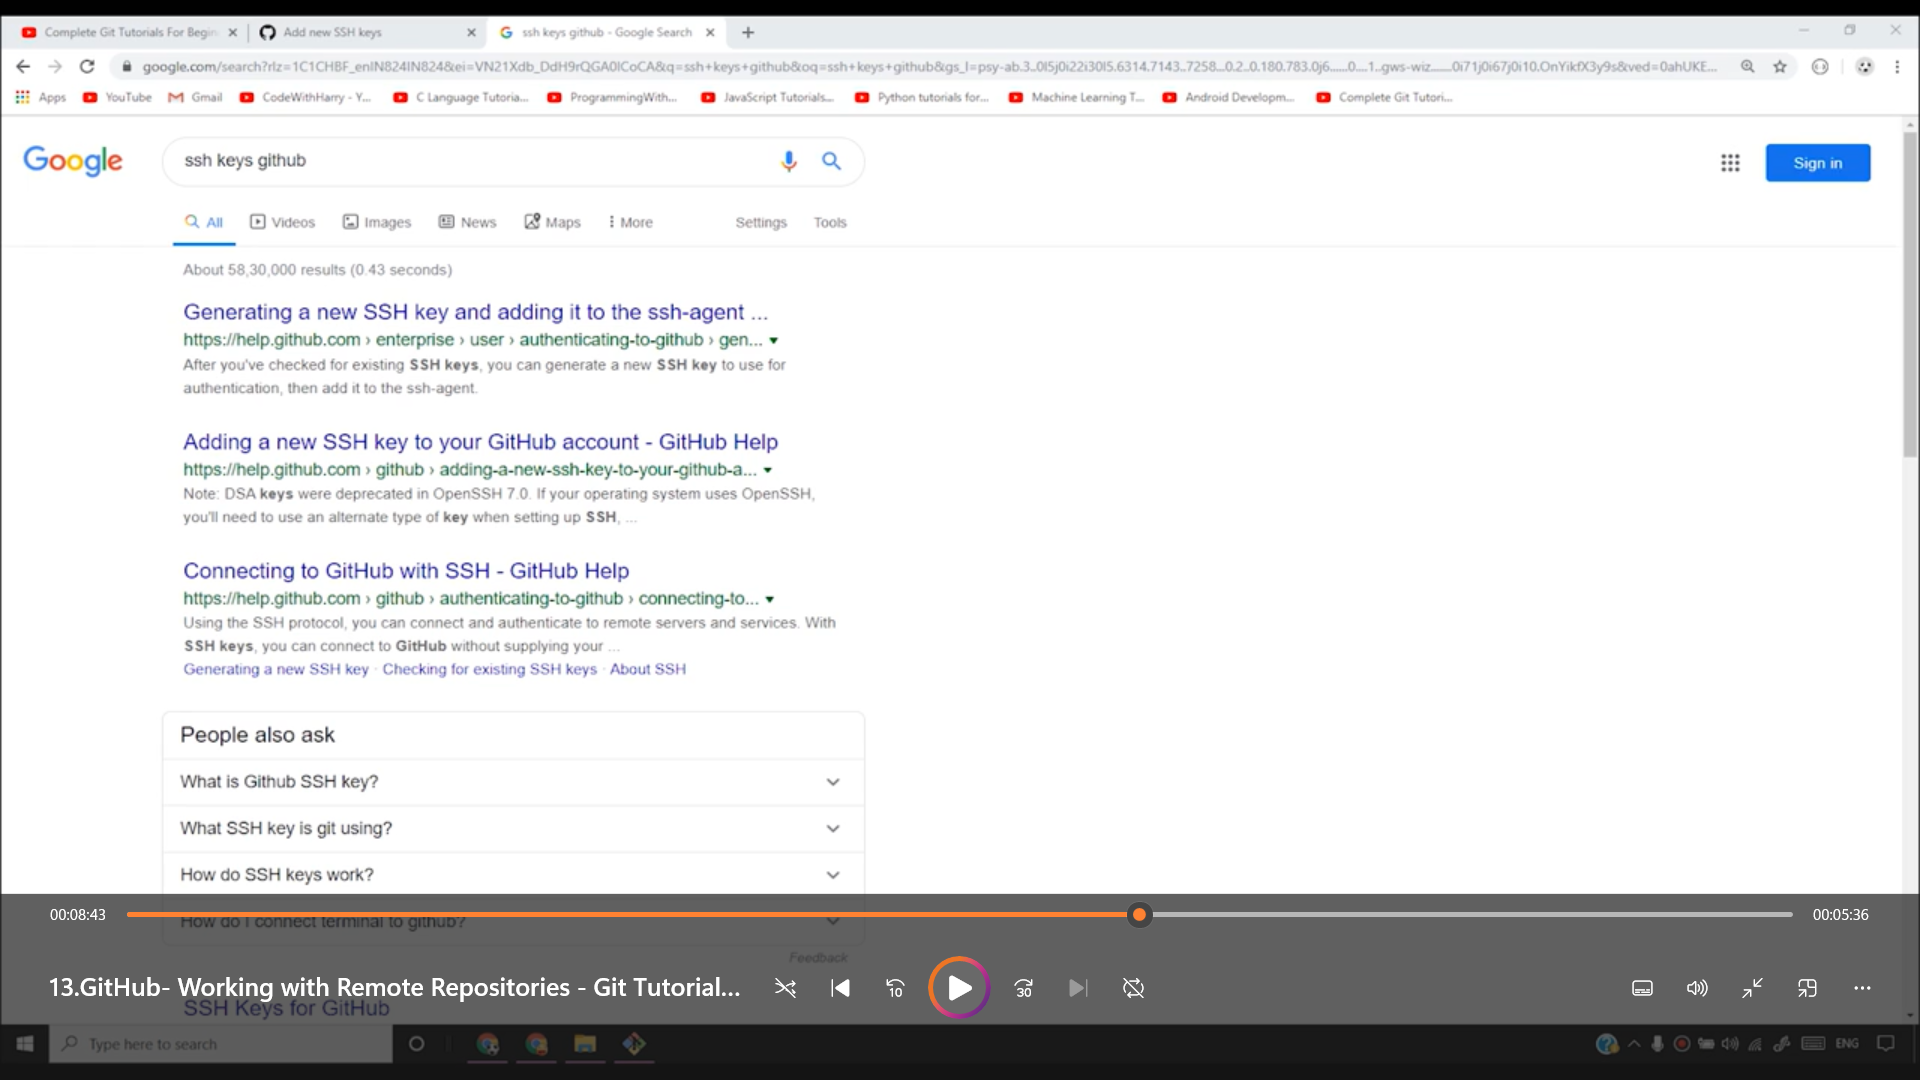 Complete Git Tutorials For Begin
Add new SSH keys
ssh keys github - Google Search
google.com/search?rlz=1C1CHBF_enIN824IN824&ei=VN21Xdb_DdH9rQGA0ICoCA&q=ssh+keys+github&oq=ssh+keys+github&gs_l=psy-ab.3..0l5j0i22i30l5.6314.7143..7258...0.2..0.180.783.0j6......0....1..gws-wiz.......0i71j0i67j0i10.OnYikfX3y9s&ved=0ahUKE...
Apps
YouTube
Gmail
CodeWithHarry - Y...
C Language Tutoria...
ProgrammingWith...
JavaScript Tutorials...
Python tutorials for...
Machine Learning T...
Android Developm...
Complete Git Tutori...
Google
ssh keys github
Sign in
All
Videos
Images
News
Maps
More
Settings
Tools
About 58,30,000 results (0.43 seconds)
Generating a new SSH key and adding it to the ssh-agent ...
https://help.github.com › enterprise › user › authenticating-to-github › gen...
After you've checked for existing SSH keys, you can generate a new SSH key to use for
authentication, then add it to the ssh-agent.
Adding a new SSH key to your GitHub account - GitHub Help
https://help.github.com › github › adding-a-new-ssh-key-to-your-github-a...
Note: DSA keys were deprecated in OpenSSH 7.0. If your operating system uses OpenSSH,
you'll need to use an alternate type of key when setting up SSH, ...
Connecting to GitHub with SSH - GitHub Help
https://help.github.com › github › authenticating-to-github › connecting-to...
Using the SSH protocol, you can connect and authenticate to remote servers and services. With
SSH keys, you can connect to GitHub without supplying your ...
Generating a new SSH key · Checking for existing SSH keys · About SSH
People also ask
What is Github SSH key?
What SSH key is git using?
How do SSH keys work?
How do I connect terminal to github?
00:08:43
00:05:36
Feedback
13.GitHub- Working with Remote Repositories - Git Tutorial...
10
30
SSH Keys for GitHub
Type here to search
ENG